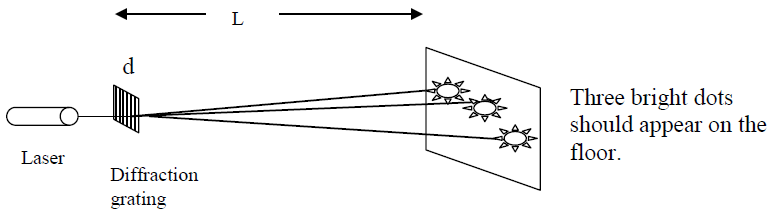 L
d
Three bright dots
should appear on the
floor.
Laser
Diffraction
grating